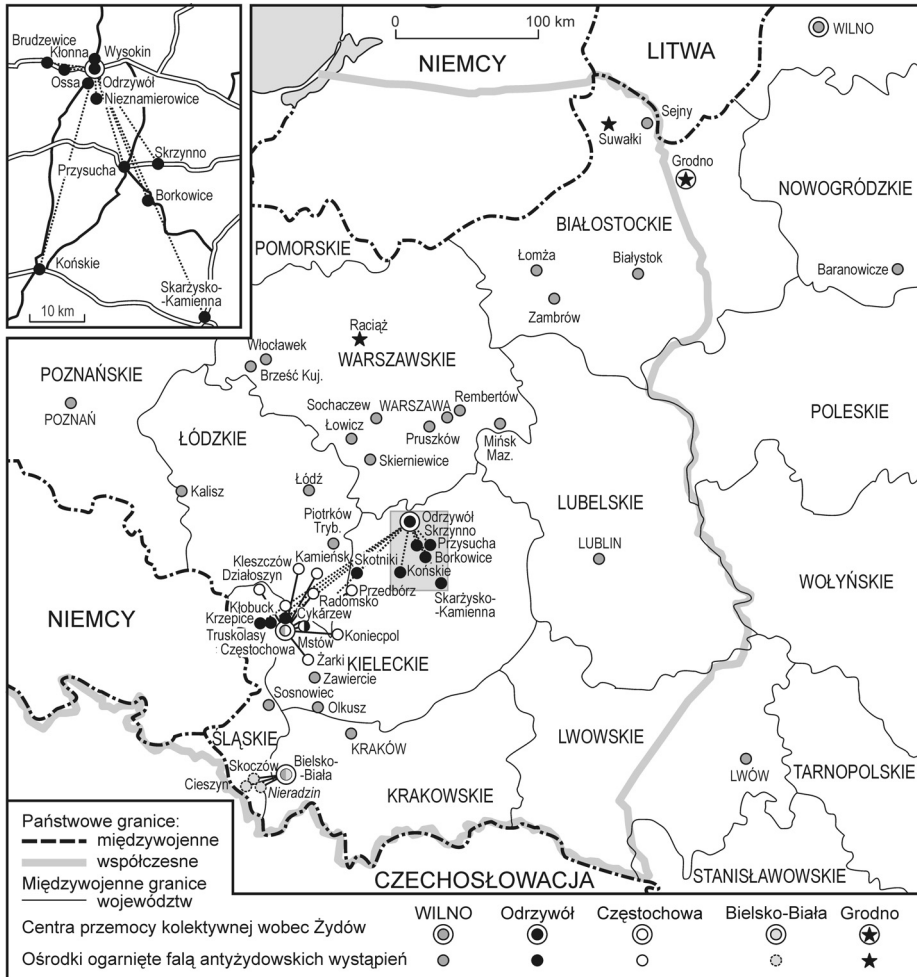 Brudzewice
Kłonna
Wysokin
Ossa
Odrzywół
Nieznamierowice
Skrzynno
Przysucha
Borkowice
Końskie
Skarżysko-
-Kamienna
10 km
0
100 km
NIEMCY
LITWA
WILNO
Sejny
Suwałki
Grodno
NOWOGRÓDZKIE
BIAŁOSTOCKIE
POMORSKIE
Łomża
Białystok
Baranowicze
Zambrów
Raciąż
Włocławek
WARSZAWSKIE
Brześć Kuj.
POZNAŃSKIE
POZNAŃ
Sochaczew
WARSZAWA
Rembertów
Łowicz
Pruszków
Mińsk
Maz.
POLESKIE
ŁÓDZKIE
Skierniewice
Kalisz
Łódź
LUBELSKIE
Piotrków
Tryb.
Odrzywół
Skrzynno
Przysucha
Borkowice
LUBLIN
Kleszczów
Kamieńsk
Skotniki
Końskie
Działoszyn
Przedbórz
Skarżysko-
-Kamienna
WOŁYŃSKIE
NIEMCY
Kłobuck
Radomsko
Krzepice
Cykárzew
Truskolasy
Mstów
Koniecpol
Częstochowa
Żarki
KIELECKIE
Zawiercie
Sosnowiec
Olkusz
ŚLĄSKIE
KRAKÓW
LWOWSKIE
Skoczów
Bielsko-
-Biała
LWÓW
TARNOPOLSKIE
Cieszyn
Nieradzin
KRAKOWSKIE
CZECHOSŁOWACJA
STANISŁAWOWSKIE
Państwowe granice:
międzywojenne
współczesne
Międzywojenne granice
województw
WILNO
Odrzywół
Częstochowa
Bielsko-Biała
Grodno
Centra przemocy kolektywnej wobec Żydów
Ośrodki ogarnięte falą antyżydowskich wystąpień